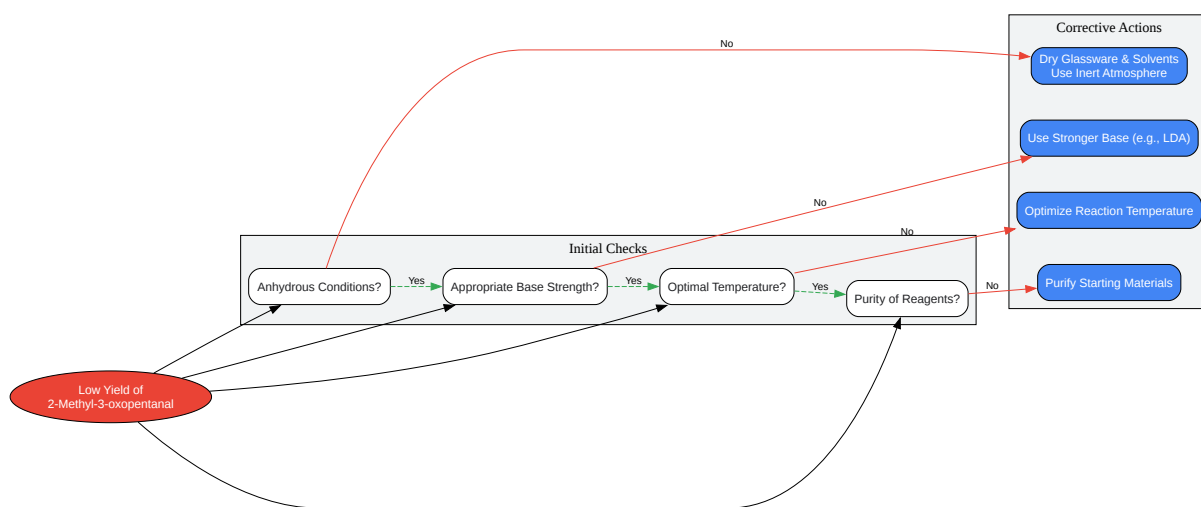 Corrective Actions
No
Dry Glassware & Solvents
Use Inert Atmosphere
Use Stronger Base (e.g., LDA)
No
Optimize Reaction Temperature
No
Initial Checks
Anhydrous Conditions?
Yes
Appropriate Base Strength?
Yes
Optimal Temperature?
Yes
Purity of Reagents?
No
Purify Starting Materials
Low Yield of
2-Methyl-3-oxopentanal